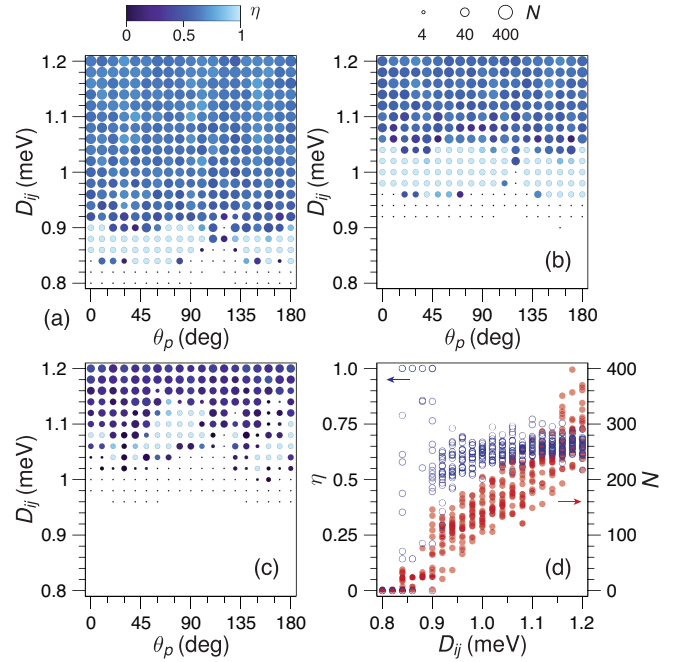 η
0 0.5 1
N
4 40 400
1.2
1.1
1
0.9
0.8
D_ij (meV)
0 45 90 135 180
θ_p (deg)
(a)
1.2
1.1
1
0.9
0.8
D_ij (meV)
0 45 90 135 180
θ_p (deg)
(b)
1.2
1.1
1
0.9
0.8
D_ij (meV)
0 45 90 135 180
θ_p (deg)
(c)
1.0
0.75
0.5
0.25
0
η
400
300
200
100
0
N
0.8 0.9 1.0 1.1 1.2
D_ij (meV)
(d)